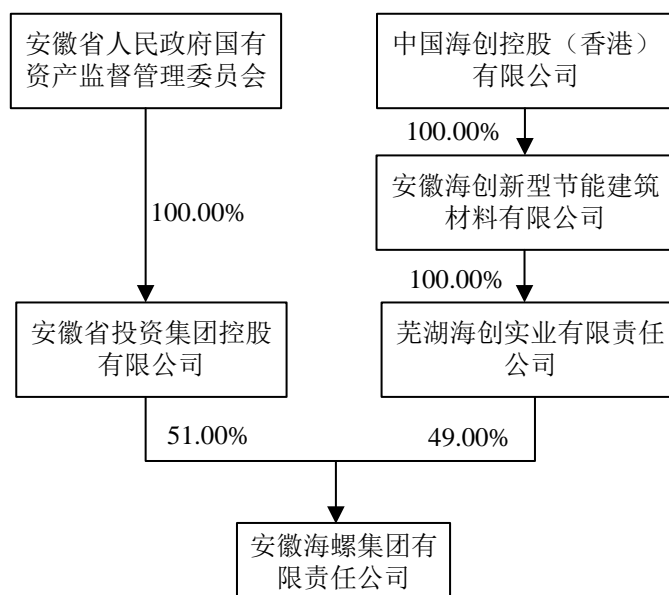 安徽省人民政府国有
资产监督管理委员会
中国海创控股（香港）
有限公司
100.00%
安徽海创新型节能建筑
材料有限公司
100.00%
100.00%
安徽省投资集团控股
有限公司
芜湖海创实业有限责任
公司
51.00%
49.00%
安徽海螺集团有
限责任公司